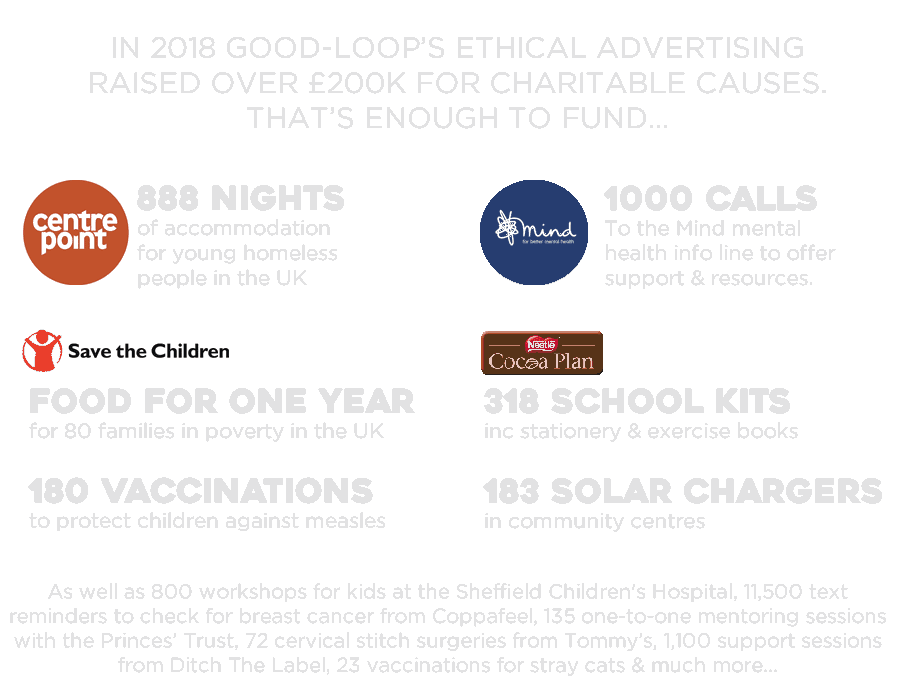 IN 2018 GOOD-LOOP'S ETHICAL ADVERTISING
RAISED OVER £200K FOR CHARITABLE CAUSES.
THAT'S ENOUGH TO FUND...
centre
point
888 NIGHTS
of accommodation
for young homeless
people in the UK
mind
for better mental health
1000 CALLS
To the Mind mental
health info line to offer
support & resources.
Save the Children
FOOD FOR ONE YEAR
for 80 families in poverty in the UK
Nestlé
Cocoa Plan
318 SCHOOL KITS
inc stationery & exercise books
180 VACCINATIONS
to protect children against measles
183 SOLAR CHARGERS
in community centres
As well as 800 workshops for kids at the Sheffield Children's Hospital, 11,500 text
reminders to check for breast cancer from Coppafeel, 135 one-to-one mentoring sessions
with the Princes' Trust, 72 cervical stitch surgeries from Tommy's, 1,100 support sessions
from Ditch The Label, 23 vaccinations for stray cats & much more...